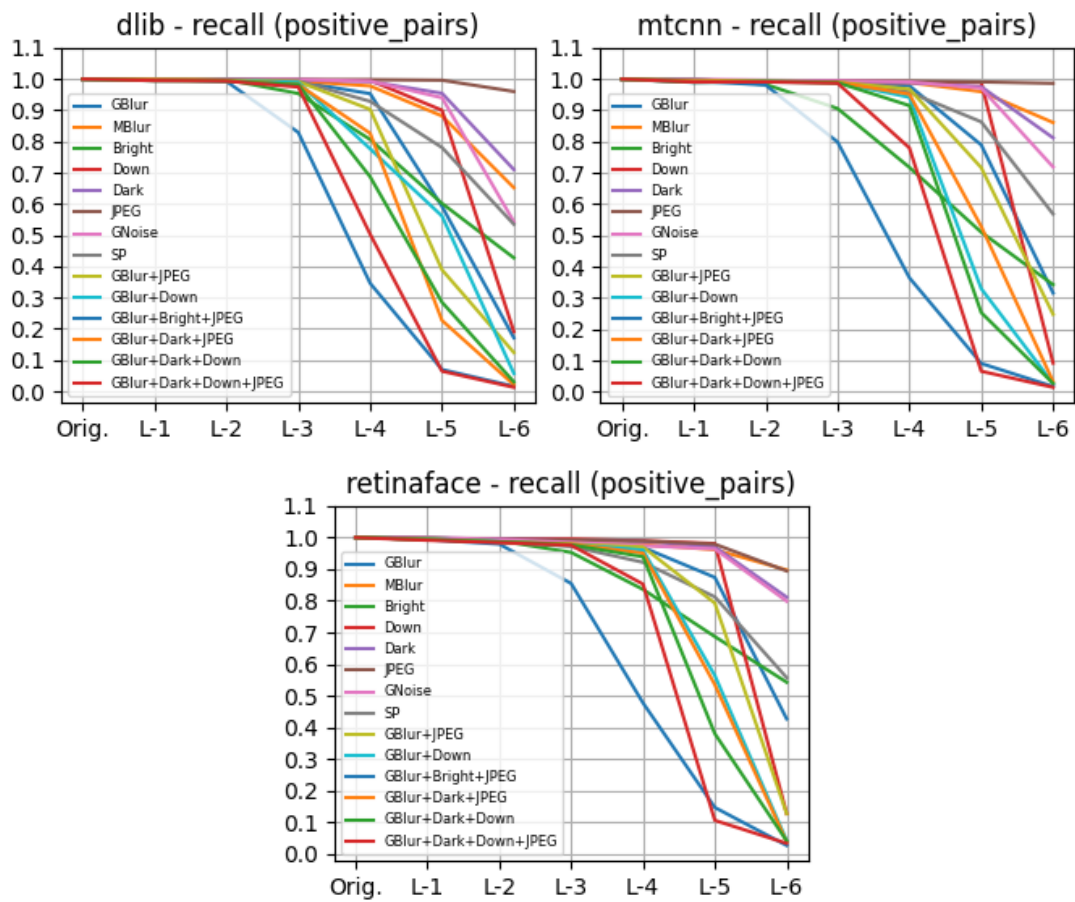 dlib - recall (positive_pairs)
1.1
1.0
0.9
0.8
0.7
0.6
0.5
0.4
0.3
0.2
0.1
0.0
GBlur
MBlur
Bright
Down
Dark
JPEG
GNoise
SP
GBlur+JPEG
GBlur+Down
GBlur+Bright+JPEG
GBlur+Dark+JPEG
GBlur+Dark+Down
GBlur+Dark+Down+JPEG
Orig. L-1 L-2 L-3 L-4 L-5 L-6
mtcnn - recall (positive_pairs)
1.1
1.0
0.9
0.8
0.7
0.6
0.5
0.4
0.3
0.2
0.1
0.0
GBlur
MBlur
Bright
Down
Dark
JPEG
GNoise
SP
GBlur+JPEG
GBlur+Down
GBlur+Bright+JPEG
GBlur+Dark+JPEG
GBlur+Dark+Down
GBlur+Dark+Down+JPEG
Orig. L-1 L-2 L-3 L-4 L-5 L-6
retinaface - recall (positive_pairs)
1.1
1.0
0.9
0.8
0.7
0.6
0.5
0.4
0.3
0.2
0.1
0.0
GBlur
MBlur
Bright
Down
Dark
JPEG
GNoise
SP
GBlur+JPEG
GBlur+Down
GBlur+Bright+JPEG
GBlur+Dark+JPEG
GBlur+Dark+Down
GBlur+Dark+Down+JPEG
Orig. L-1 L-2 L-3 L-4 L-5 L-6